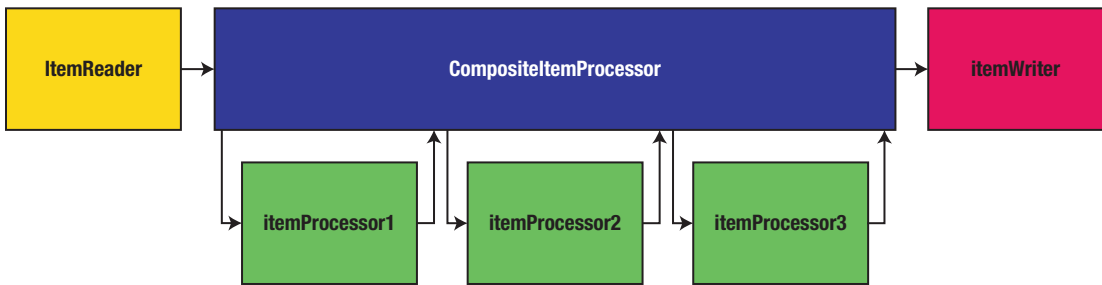 ItemReader
CompositeItemProcessor
itemWriter
itemProcessor1
itemProcessor2
itemProcessor3